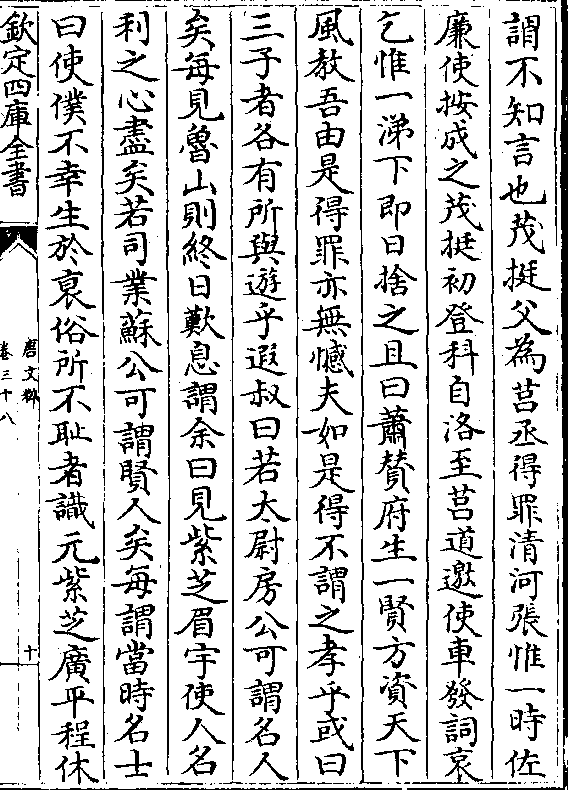 謂不知言也茂挺父為莒丞得罪清河張惟一時佐
廉使按成之茂挺初登科自洛至莒道邀使車發詞哀
乞惟一涕下即日捨之且曰蕭贊府生一賢方資天下
風教吾由是得罪亦無憾夫如是得不謂之孝乎或曰
三子者各有所與遊乎遐叔曰若太尉房公可謂名人
矣每見魯山則終日歎息謂余曰見紫芝眉宇使人名
利之心盡矣若司業蘇公可謂賢人矣每謂當時名士
曰使僕不幸生於衰俗所不耻者識元紫芝廣平程休
欽定四庫全書
唐文粹
卷三十八
十